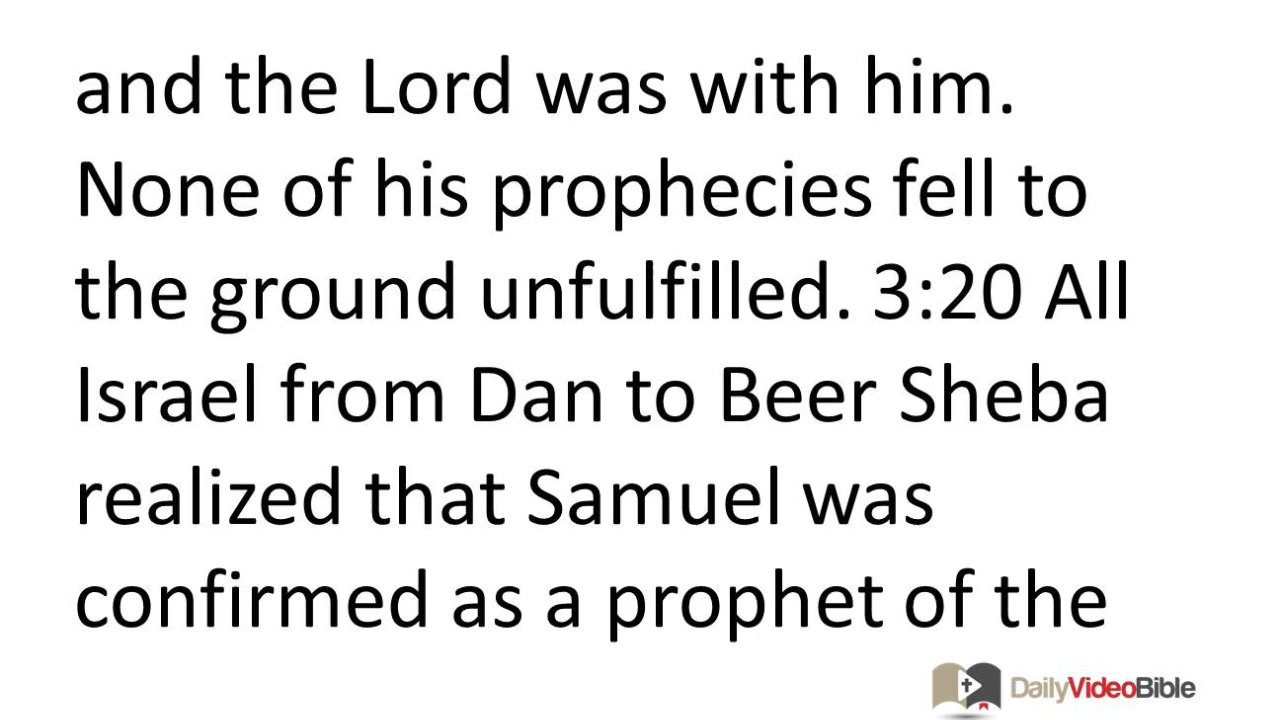 and the Lord was with him.
None of his prophecies fell to
the ground unfulfilled. 3:20 All
Israel from Dan to Beer Sheba
realized that Samuel was
confirmed as a prophet of the
DailyVideoBible